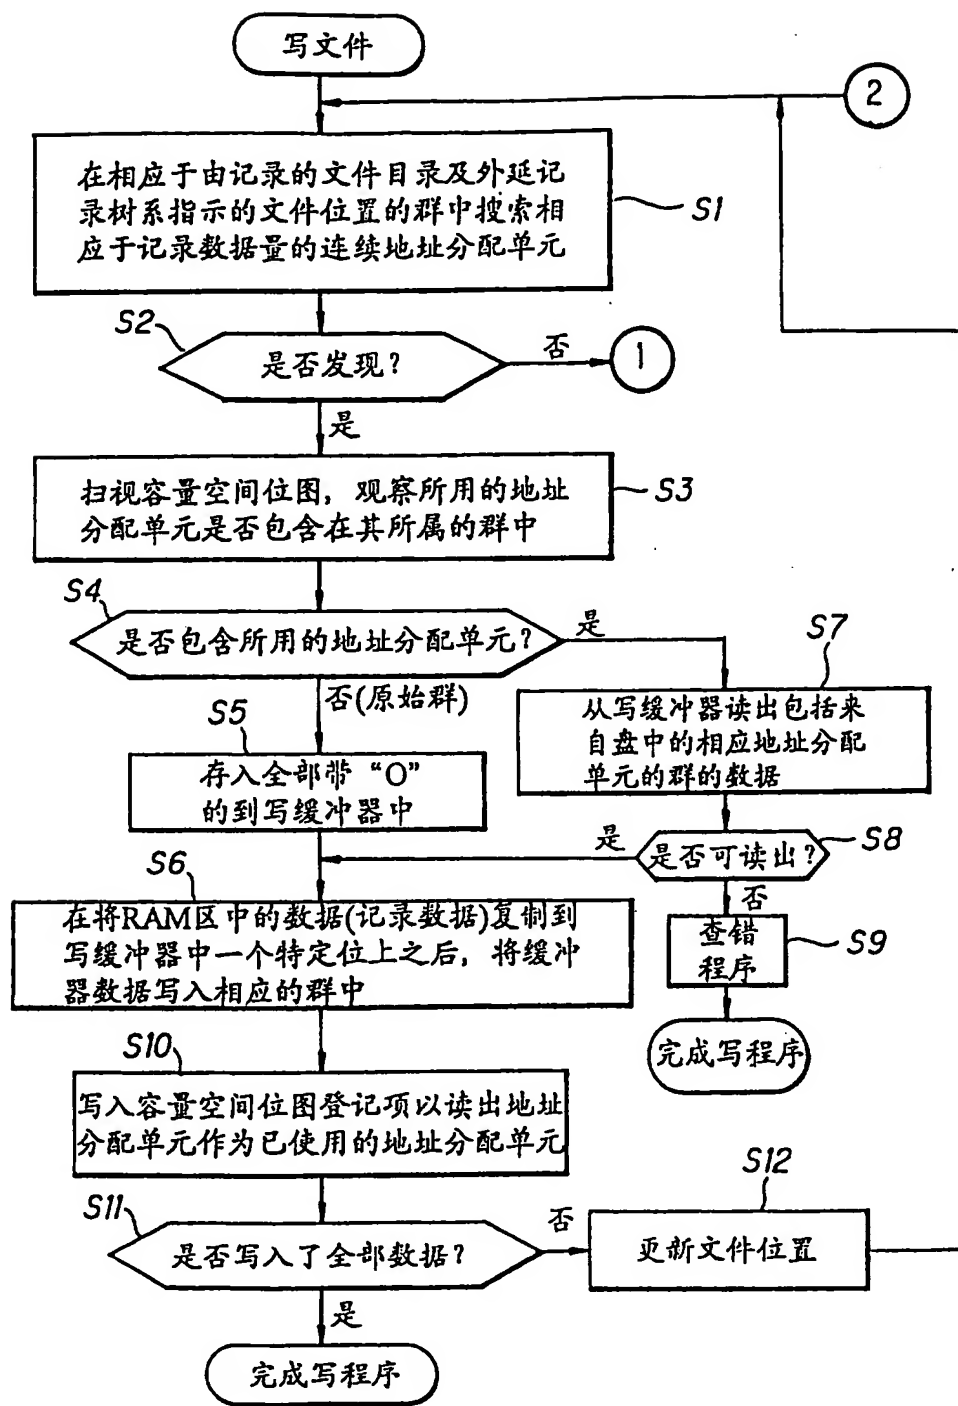 写文件
2
在相应于由记录的文件目录及外延记
录树系指示的文件位置的群中搜索相
应于记录数据量的连续地址分配单元
S1
S2
是否发现?
否
1
是
扫视容量空间位图, 观察所用的地址
分配单元是否包含在其所属的群中
S3
S4
是否包含所用的地址分配单元?
是
S7
否(原始群)
从写缓冲器读出包括来
自盘中的相应地址分配
单元的群的数据
S5
存入全部带“O”
的到写缓冲器中
是
是否可读出?
S8
S6
否
在将RAM区中的数据(记录数据)复制到
写缓冲器中一个特定位上之后, 将缓冲
器数据写入相应的群中
查错
程序
S9
完成写程序
S10
写入容量空间位图登记项以读出地址
分配单元作为已使用的地址分配单元
S11
是否写入了全部数据?
否
S12
更新文件位置
是
完成写程序